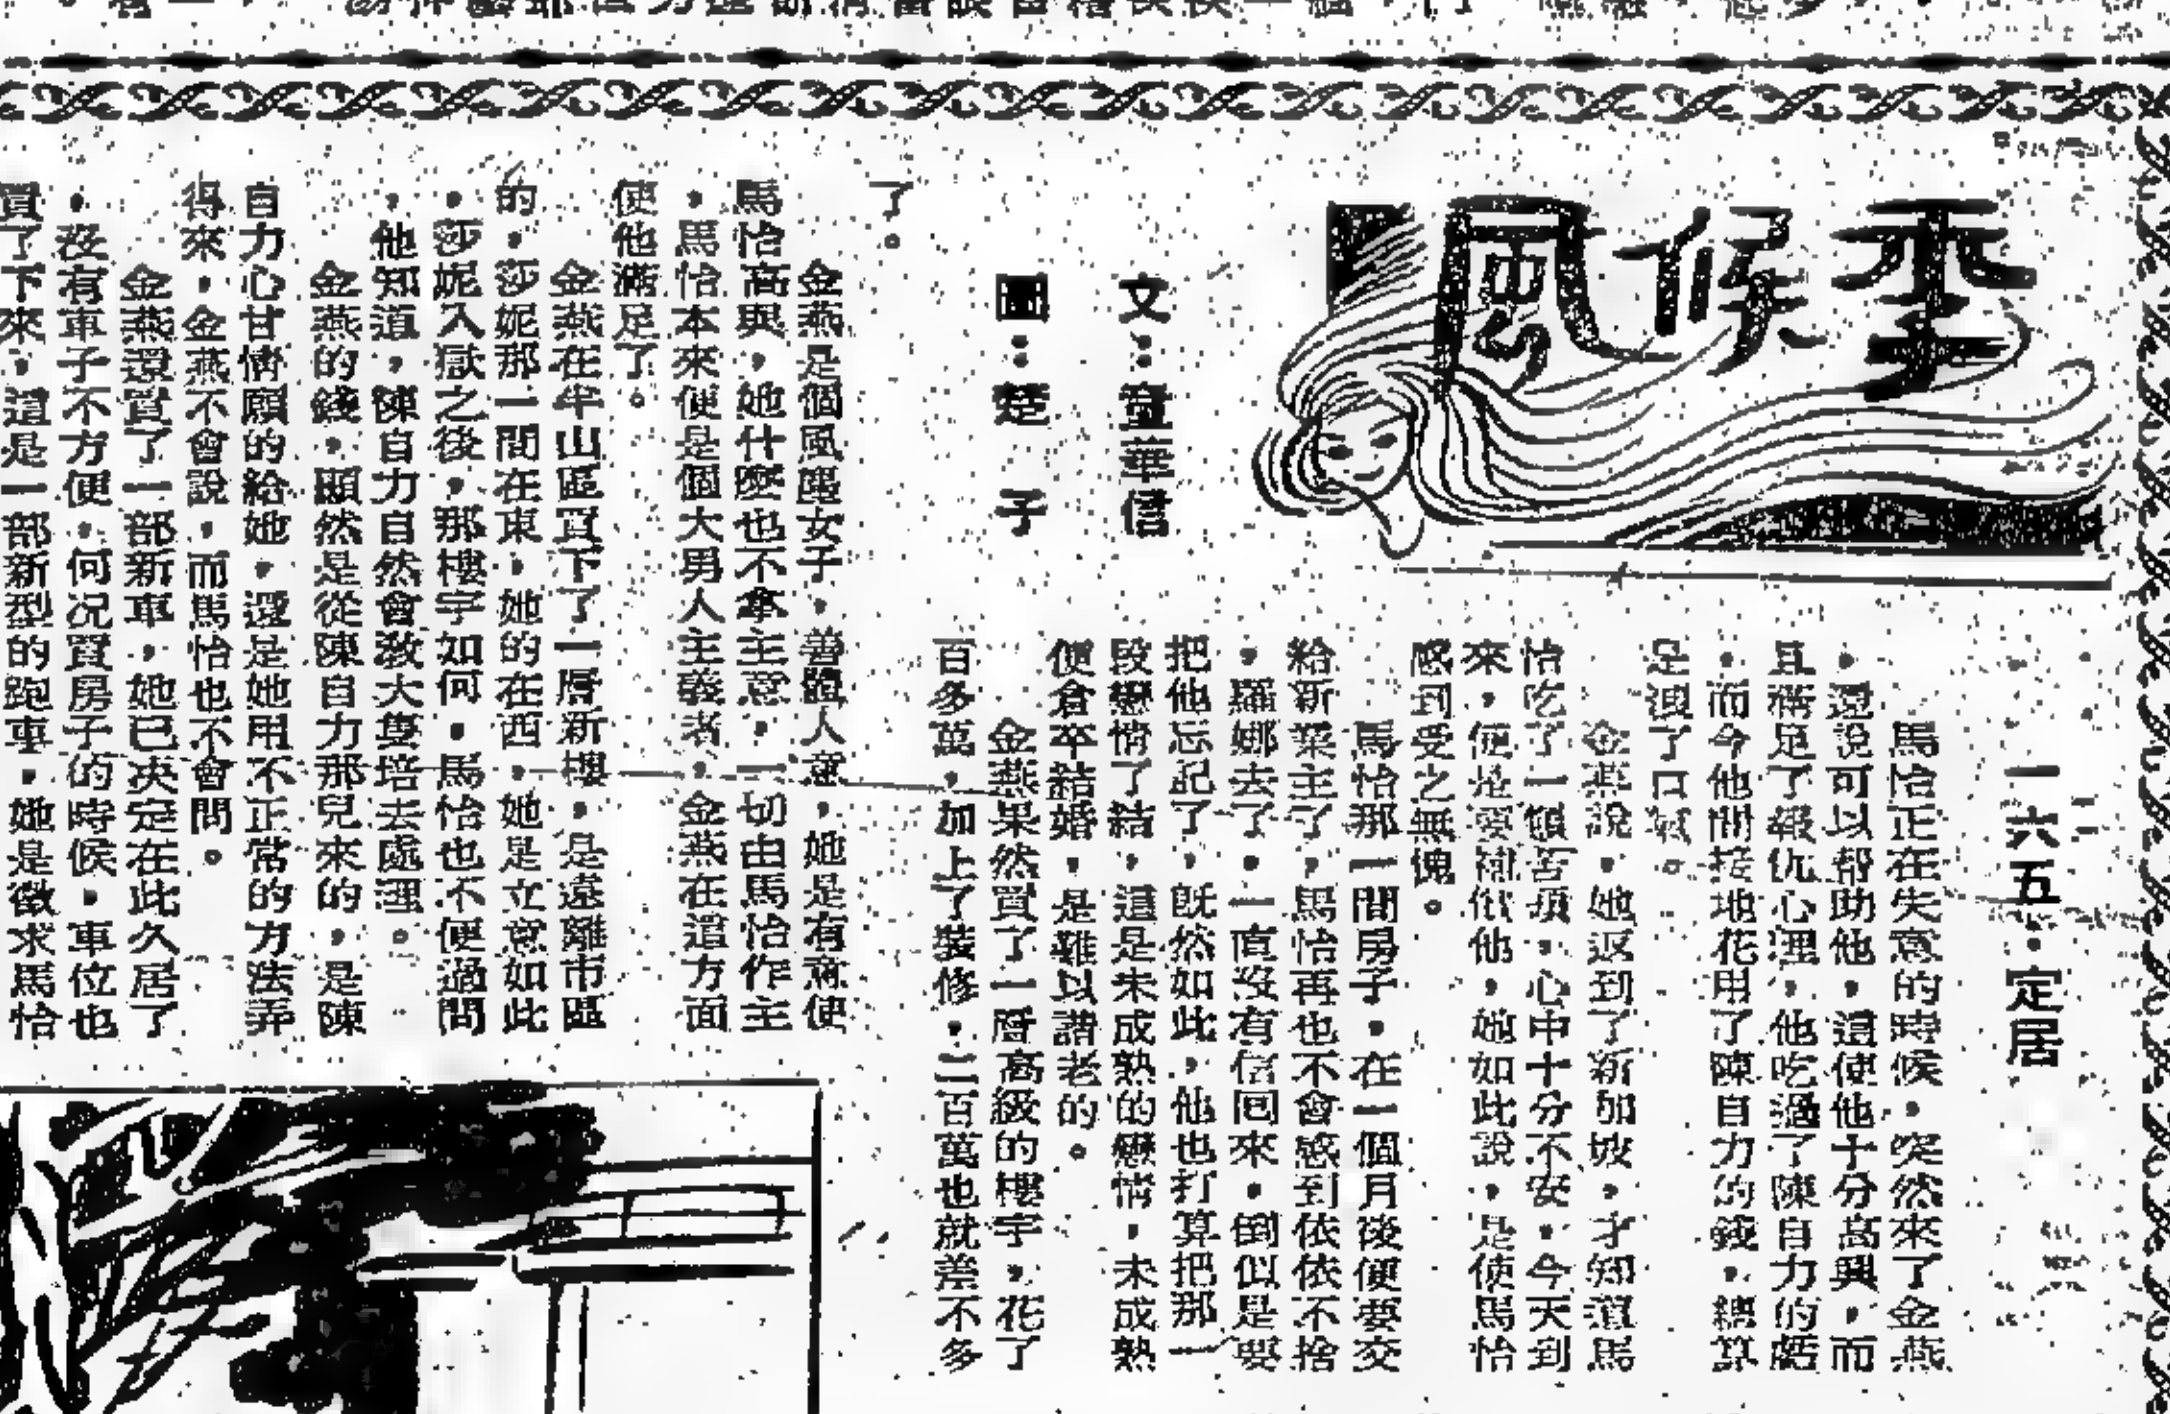 季候風
文：童華信
圖：楚子
一六五：定居
馬恰正在失意的時候，突然來了金燕
，還說可以帮助他，這使他十分高興，而
且滿足了報仇心理，他吃過了陳自力的虧
，而今他間接地花用了陳自力的錢，總算
足洩了口氣。
金燕說，她返到了新加坡，才知道馬
恰吃了一頓苦頭，心中十分不安，今天到
來，便是要補償他，她如此說，是使馬恰
感到受之無愧。
馬恰那一間房子，在一個月後便要交
給新業主了，馬恰再也不會感到依依不捨
，羅娜去了，一直沒有信回來，倒似是要
把他忘記了，既然如此，他也打算把那一
段戀情了結，這是未成熟的戀情，未成熟
便倉卒結婚，是難以諧老的。
金燕果然買了一層高級的樓宇，花了
百多萬，加上了裝修，二百萬也就差不多
了。
金燕是個風塵女子，善體人意，她是有意使
馬恰高興，她什麼也不拿主意，一切由馬恰作主
，馬恰本來便是個大男人主義者，金燕在這方面
使他滿足了。
金燕在半山區買下了一層新樓，是遠離市區
的，莎妮那一間在東，她的在西，她是立意如此
，莎妮入獄之後，那樓宇如何，馬恰也不便過問
，他知道，陳自力自然會教大隻培去處理。
金燕的錢，顯然是從陳自力那兒來的，是陳
自力心甘情願的給她，還是她用不正常的方法弄
得來，金燕不會說，而馬恰也不會問。
金燕還買了一部新車，她已决定在此久居了
，沒有車子不方便，何况買房子的時候，車位也
買了下來，這是一部新型的跑車，她是徵求馬恰